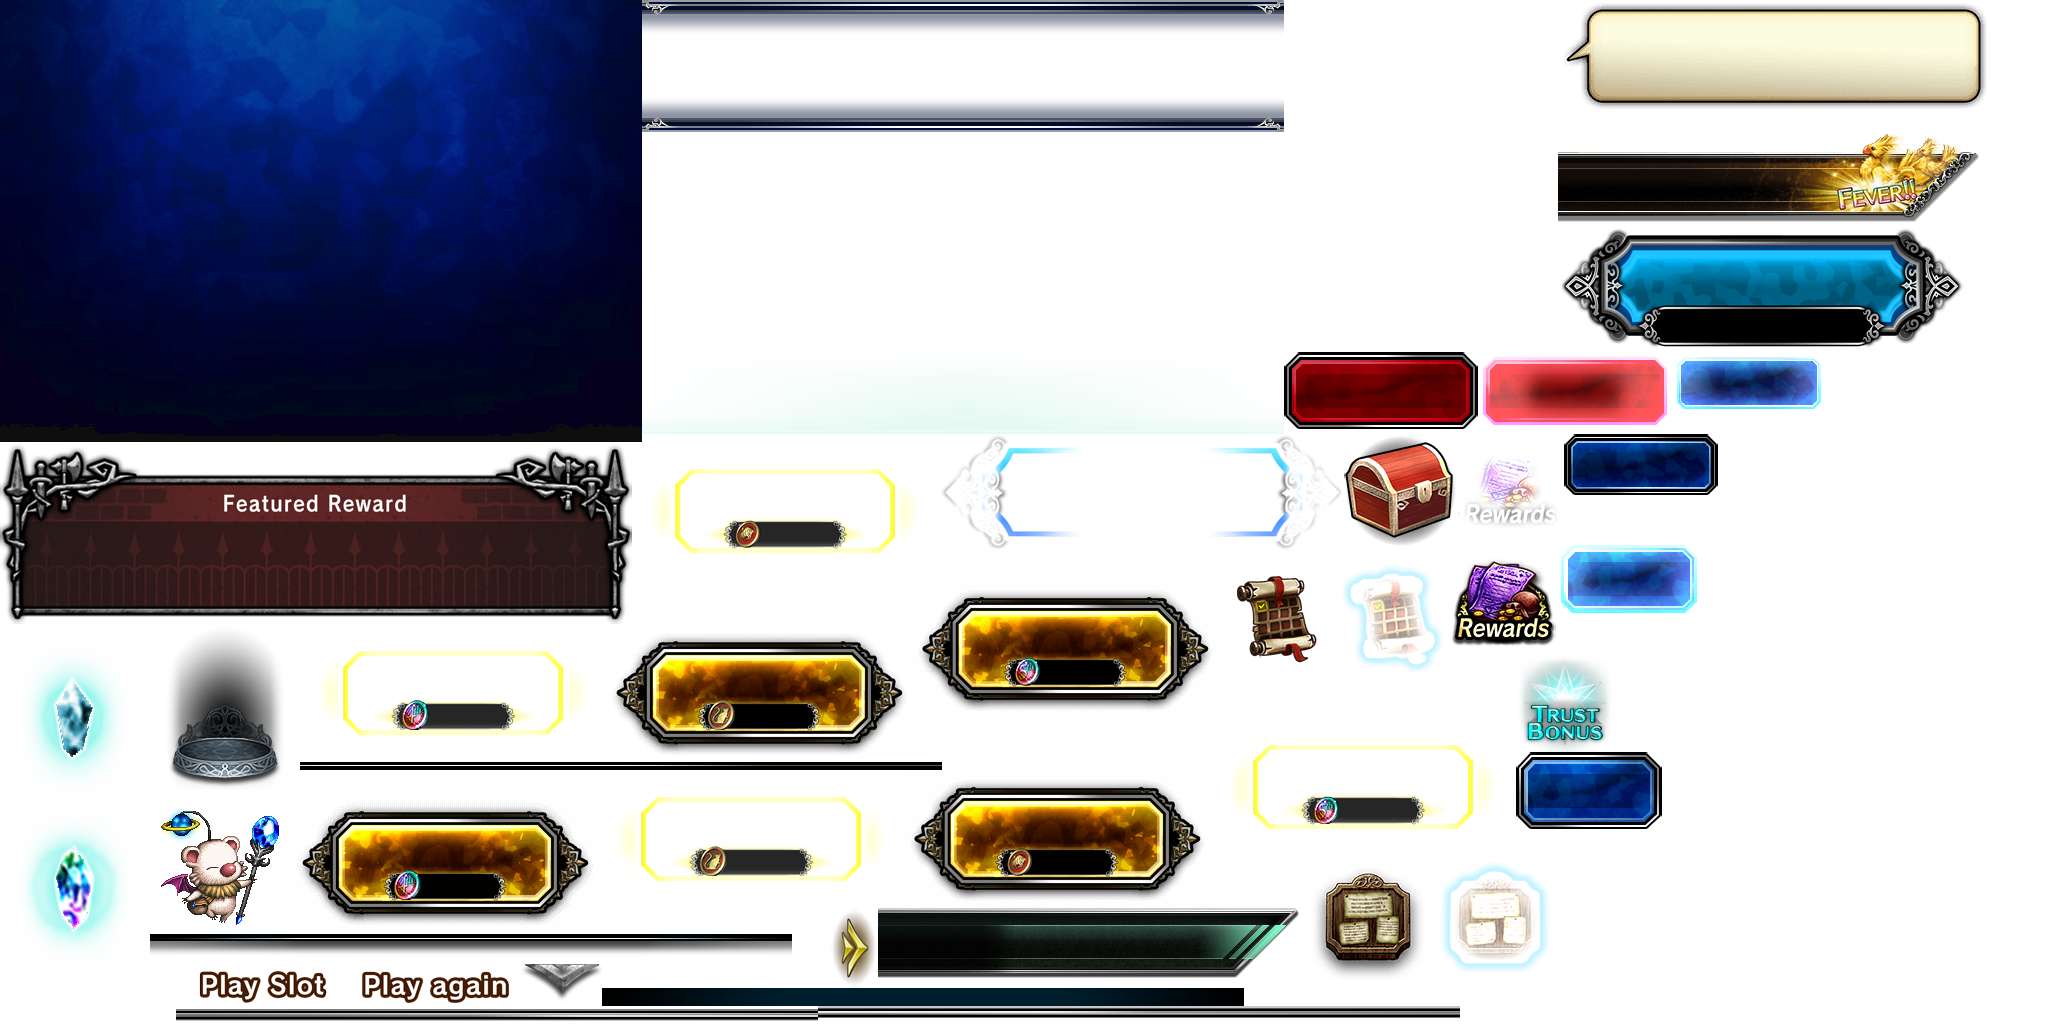 FEVER!!
Featured Reward
Rewards
Rewards
TRUST
BONUS
Play Slot
Play again